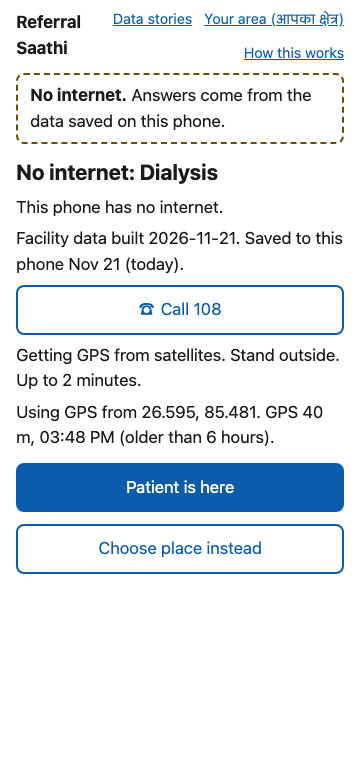 Referral Saathi
Data stories
Your area (आपका क्षेत्र)
How this works
No internet. Answers come from the
data saved on this phone.
No internet: Dialysis
This phone has no internet.
Facility data built 2026-11-21. Saved to this
phone Nov 21 (today).
☎ Call 108
Getting GPS from satellites. Stand outside.
Up to 2 minutes.
Using GPS from 26.595, 85.481. GPS 40
m, 03:48 PM (older than 6 hours).
Patient is here
Choose place instead